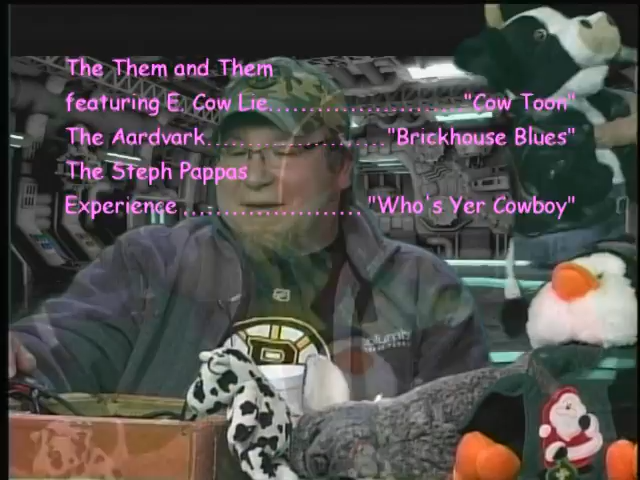 The Them and Them
featuring E. Cow Lie......................."Cow Toon"
The Aardvark....................."Brickhouse Blues"
The Steph Pappas
Experience....................."Who's Yer Cowboy"
B